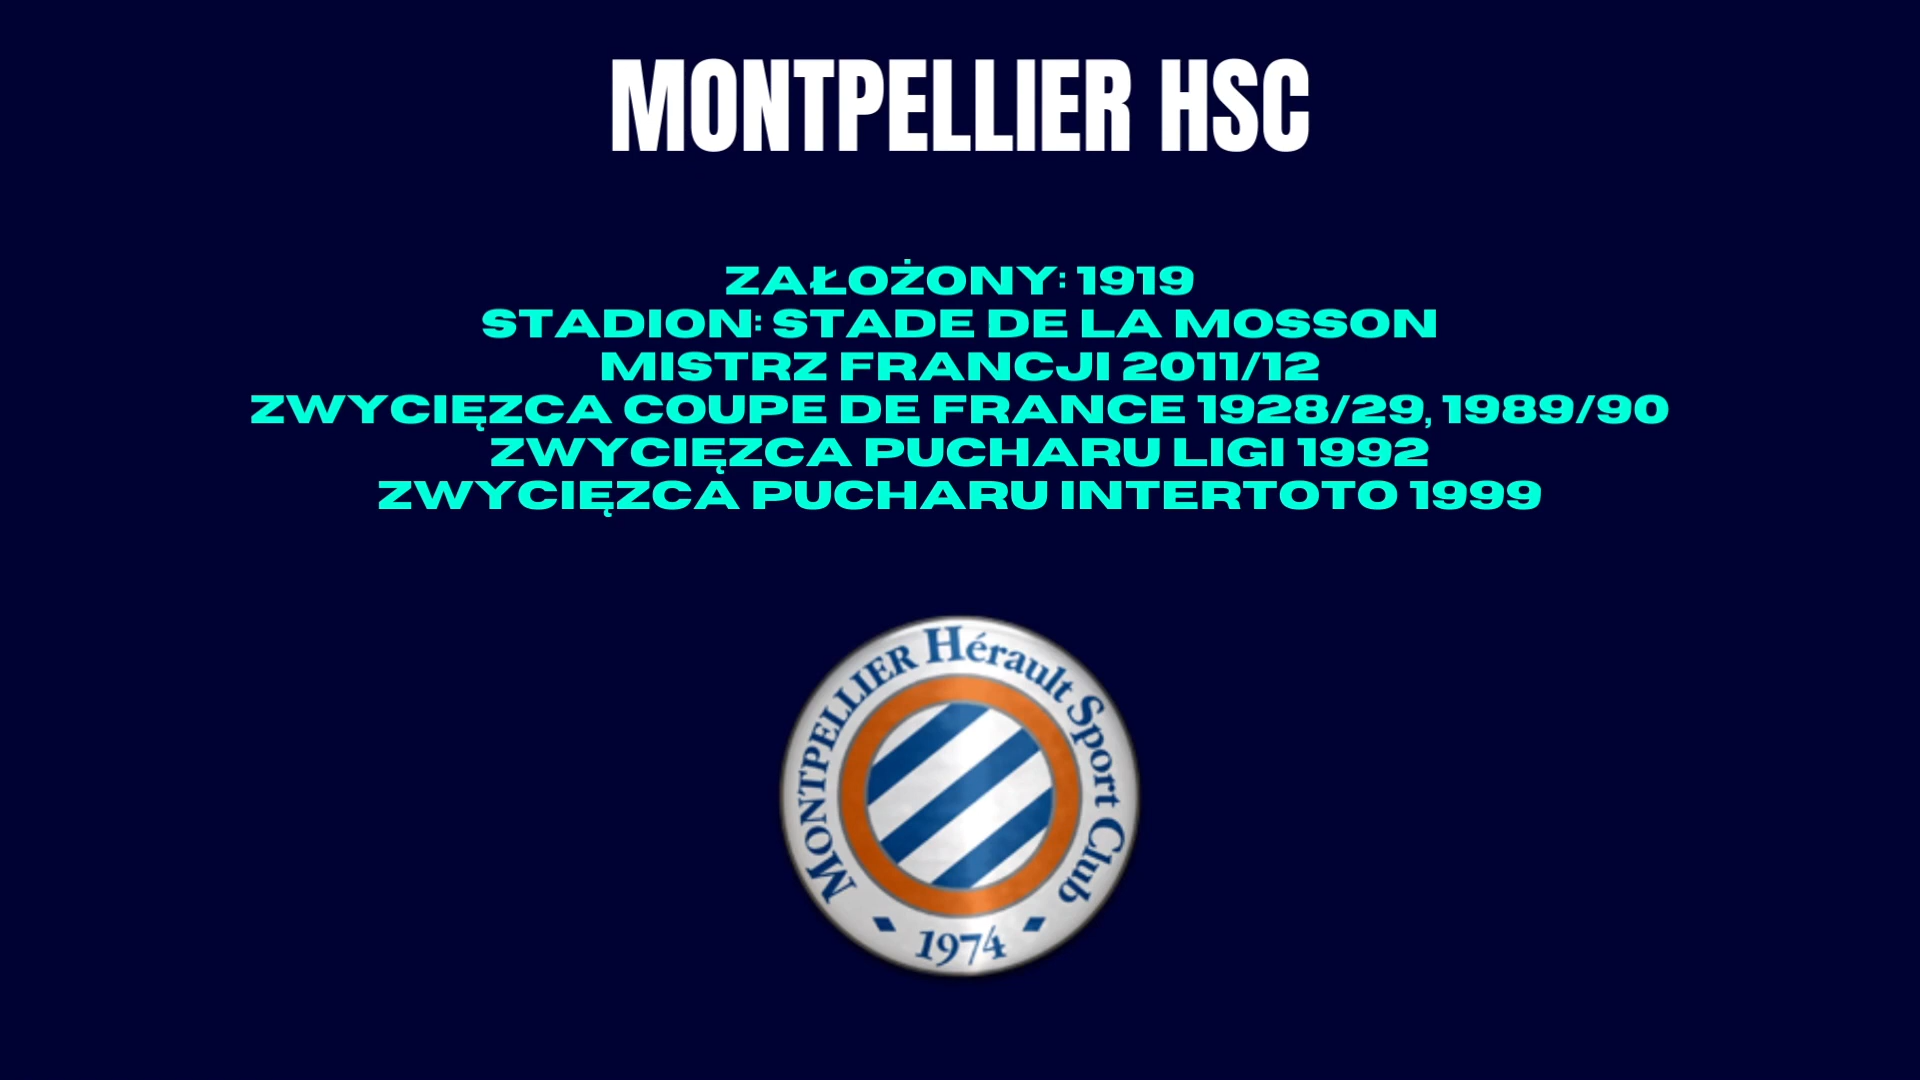 MONTPELLIER HSC
ZAŁOŻONY: 1919
STADION: STADE DE LA MOSSON
MISTRZ FRANCJI 2011/12
ZWYCIĘZCA COUPE DE FRANCE 1928/29, 1989/90
ZWYCIĘZCA PUCHARU LIGI 1992
ZWYCIĘZCA PUCHARU INTERTOTO 1999
MONTPELLIER Hérault Sport Club
1974